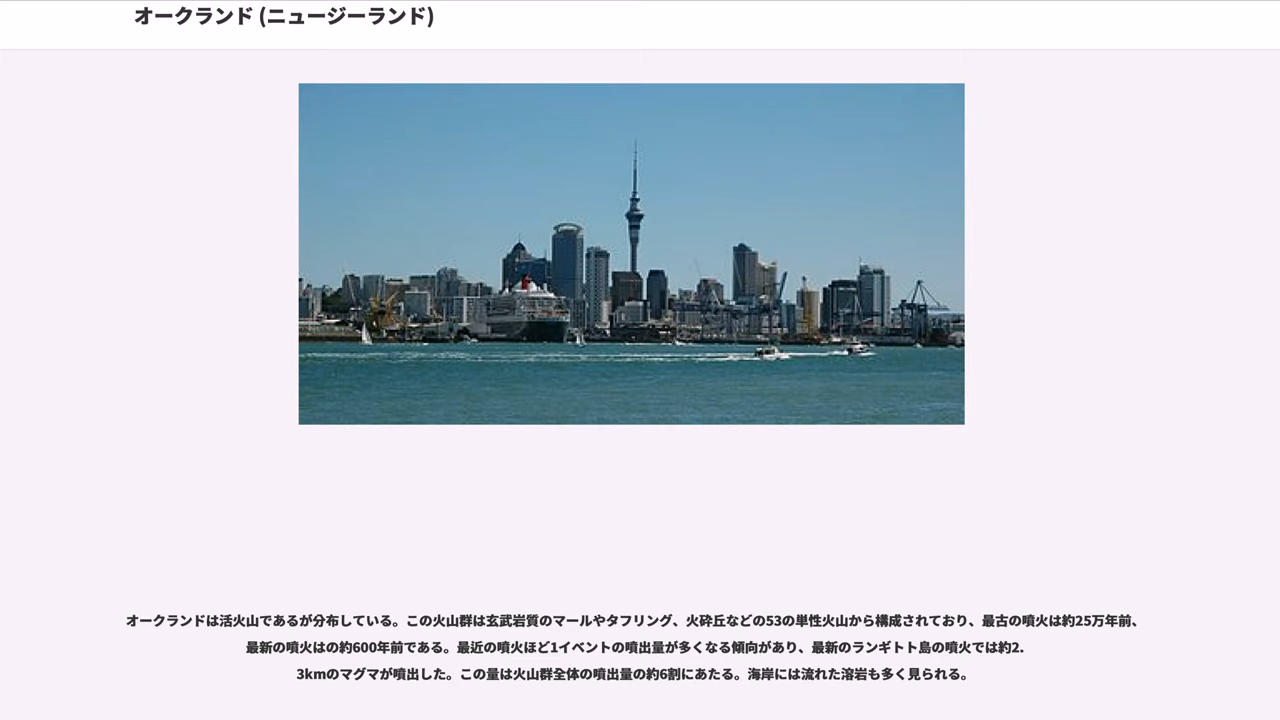 オークランド (ニュージーランド)
オークランドは活火山であるが分布している。この火山群は玄武岩質のマールやタフリング、火砕丘などの53の単性火山から構成されており、最古の噴火は約25万年前、
最新の噴火はの約600年前である。最近の噴火ほど1イベントの噴出量が多くなる傾向があり、最新のランギトト島の噴火では約2.
3kmのマグマが噴出した。この量は火山群全体の噴出量の約6割にあたる。海岸には流れた溶岩も多く見られる。